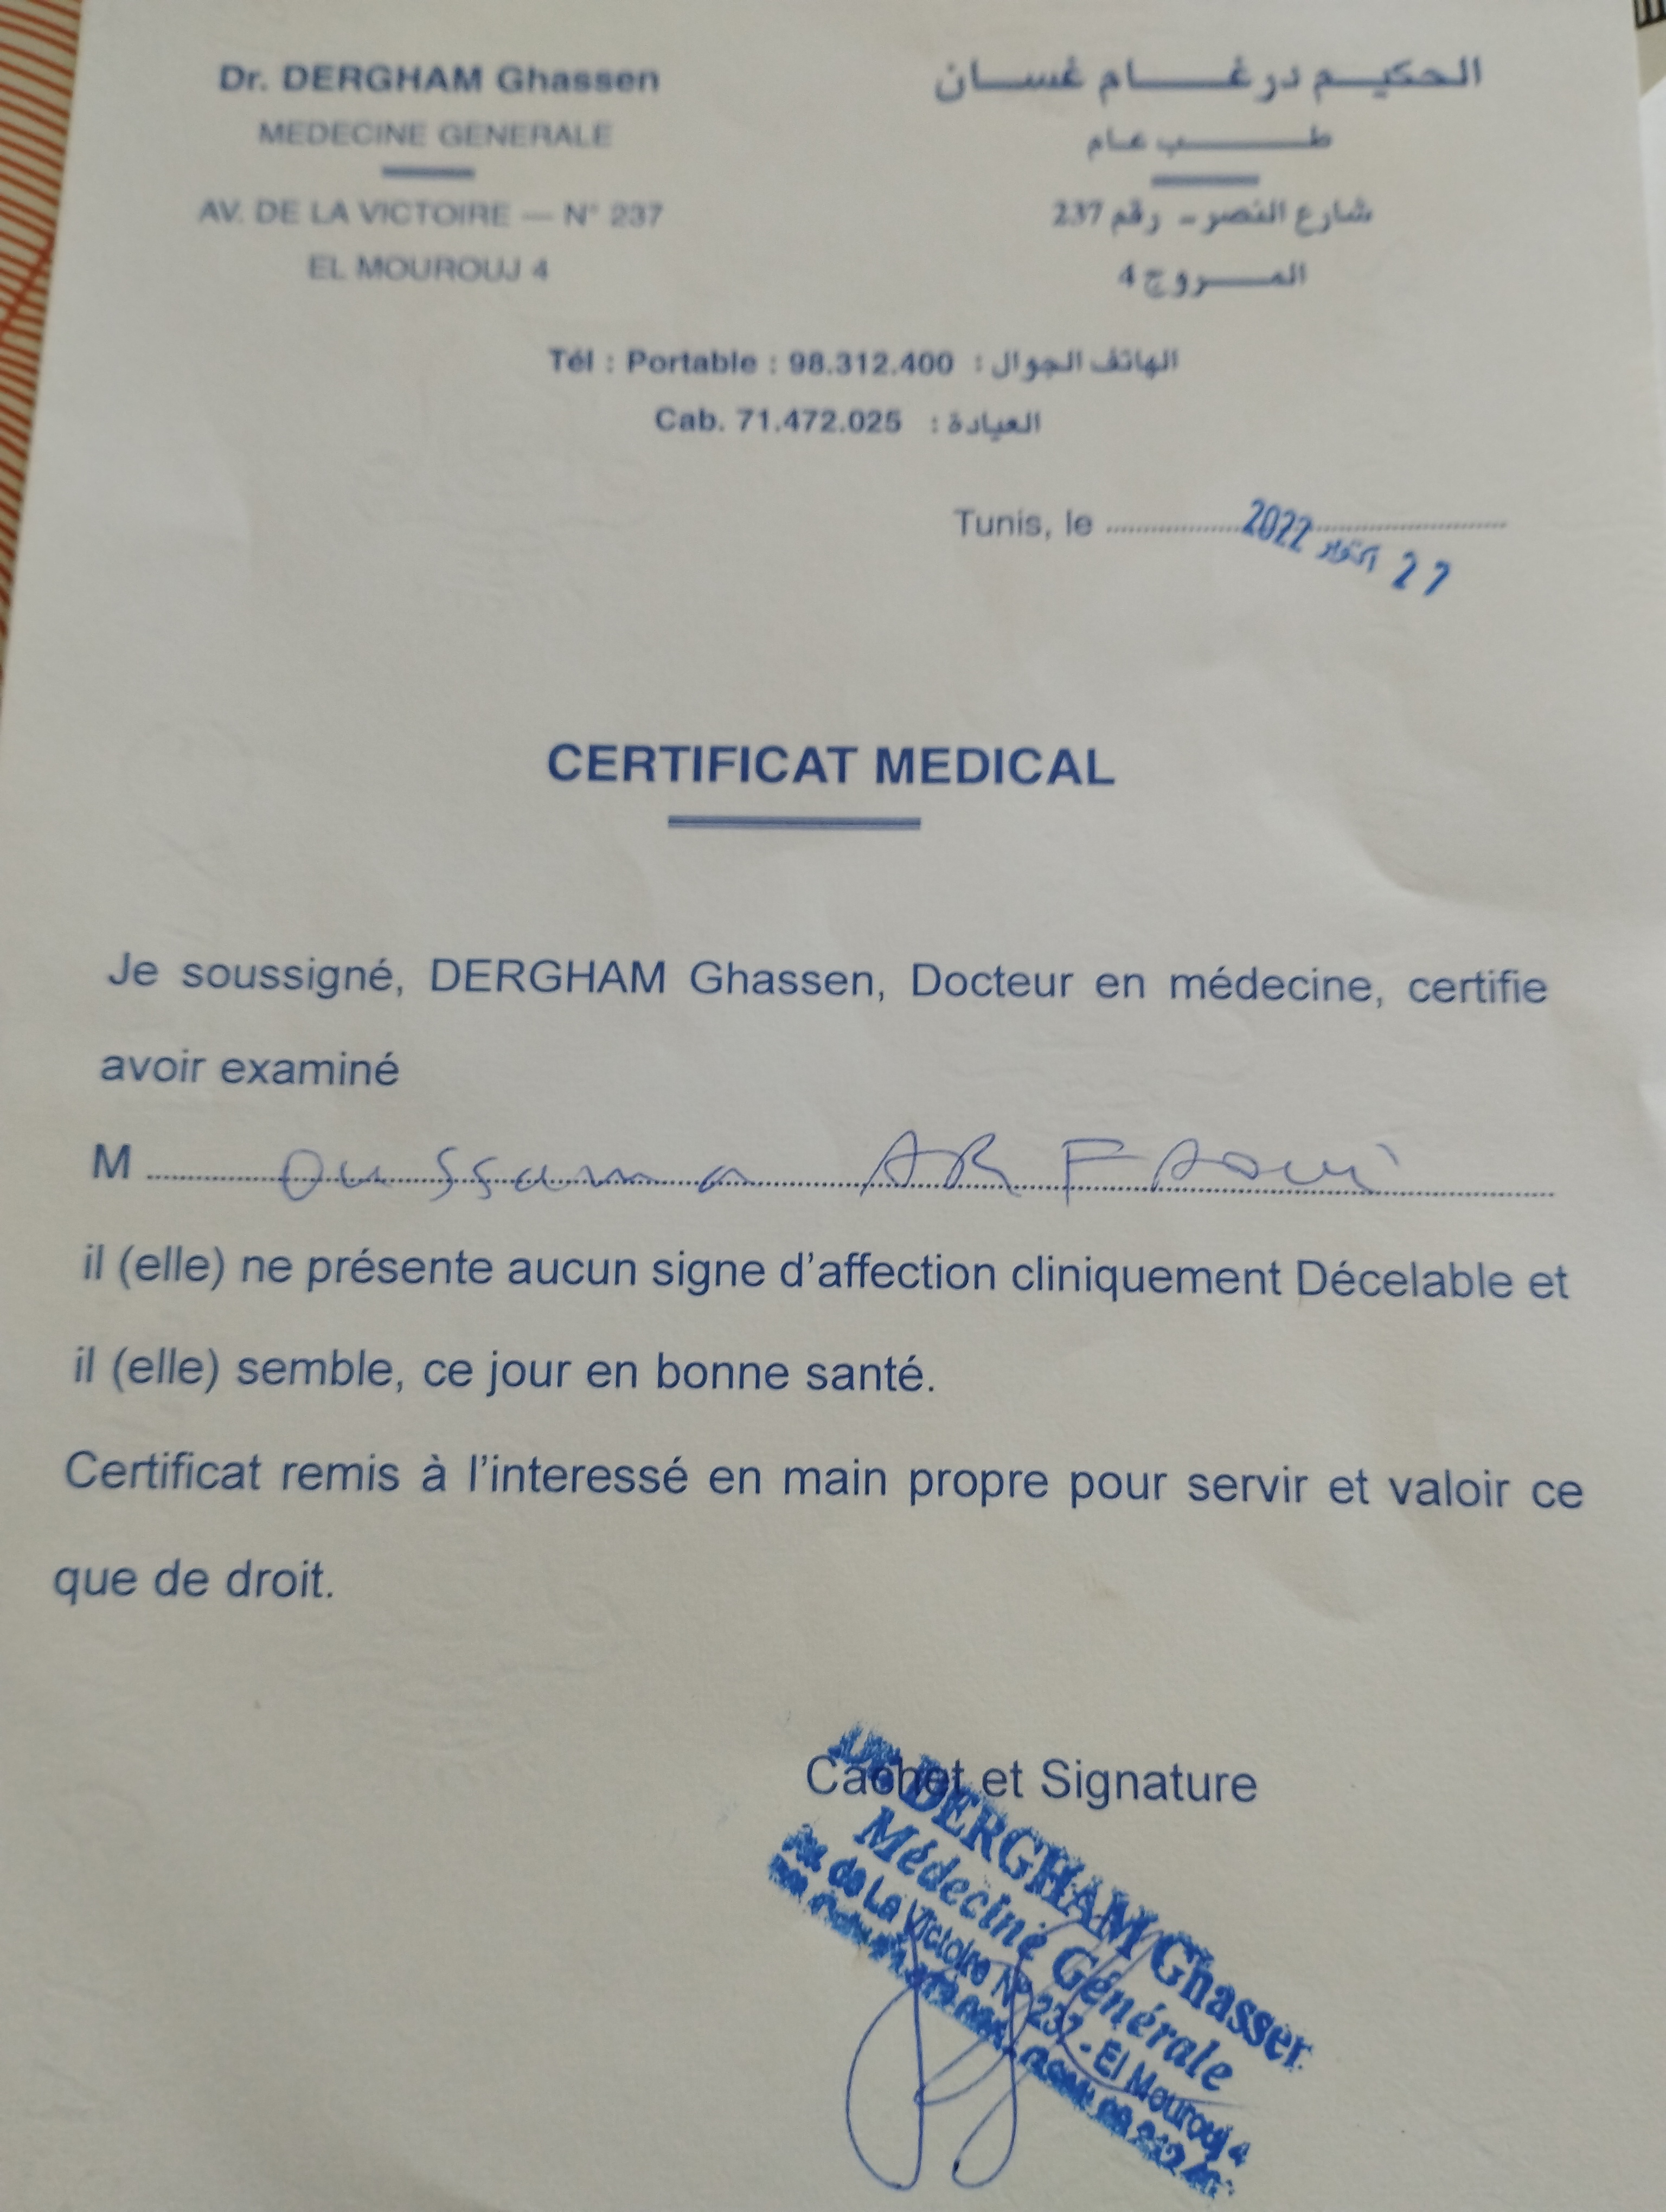 Dr. DERGHAM Ghassen
MEDECINE GENERALE
AV. DE LA VICTOIRE — N° 237
EL MOUROUJ 4
الحكيم درغام غسان
طب عام
شارع النصر - رقم 237
المروج 4
Tél : Portable : 98.312.400 : الهاتف الجوال
Cab. 71.472.025 : العيادة
Tunis, le 27 أكتوبر 2022
CERTIFICAT MEDICAL
Je soussigné, DERGHAM Ghassen, Docteur en médecine, certifie
avoir examiné
M Oussama ARFAoui
il (elle) ne présente aucun signe d'affection cliniquement Décelable et
il (elle) semble, ce jour en bonne santé.
Certificat remis à l'interessé en main propre pour servir et valoir ce
que de droit.
Cachet et Signature
Dr. DERGHAM Ghassen
Médecine Générale
Av. de La Victoire N° 237 - El Mourouj 4